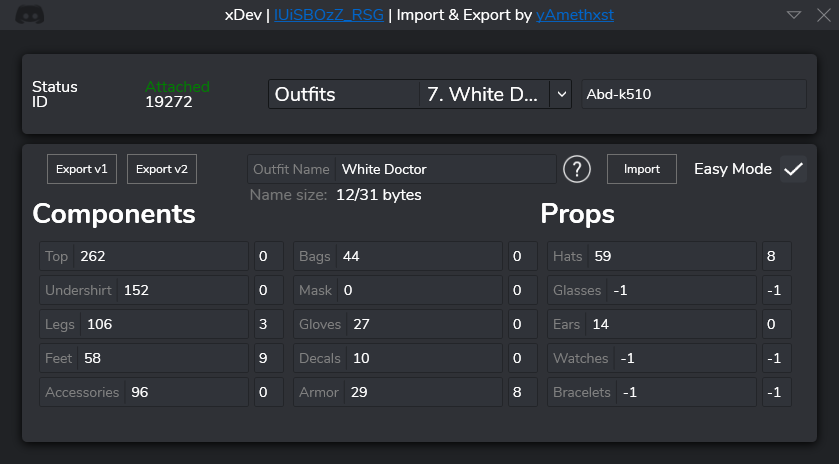 xDev | IUiSBOzZ_RSG | Import & Export by yAmethxst
Status Attached
ID 19272
Outfits 7. White D...
Abd-k510
Export v1 Export v2 Outfit Name White Doctor ? Import Easy Mode
Name size: 12/31 bytes
Components Props
Top 262 0 Bags 44 0 Hats 59 8
Undershirt 152 0 Mask 0 0 Glasses -1 -1
Legs 106 3 Gloves 27 0 Ears 14 0
Feet 58 9 Decals 10 0 Watches -1 -1
Accessories 96 0 Armor 29 8 Bracelets -1 -1